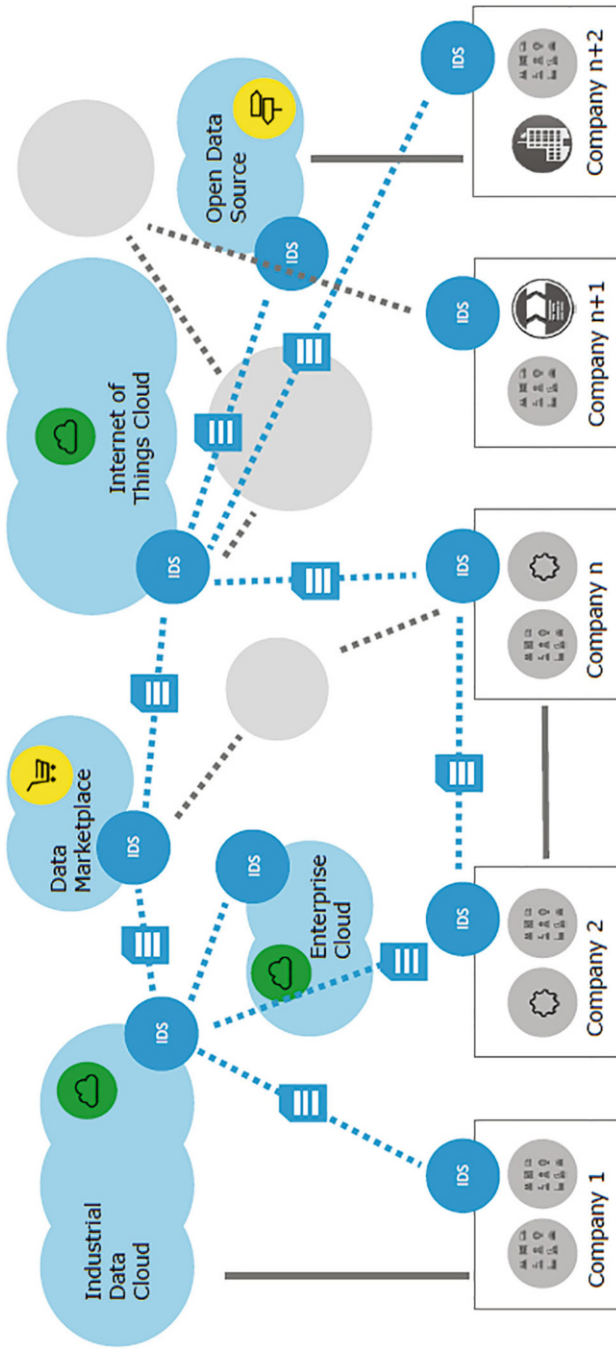 Industrial
Data
Cloud
IDS
Data
Marketplace
IDS
Internet of
Things Cloud
IDS
Open Data
Source
IDS
Enterprise
Cloud
IDS
IDS
Company 1
IDS
Company 2
IDS
Company n
IDS
Company n+1
IDS
Company n+2